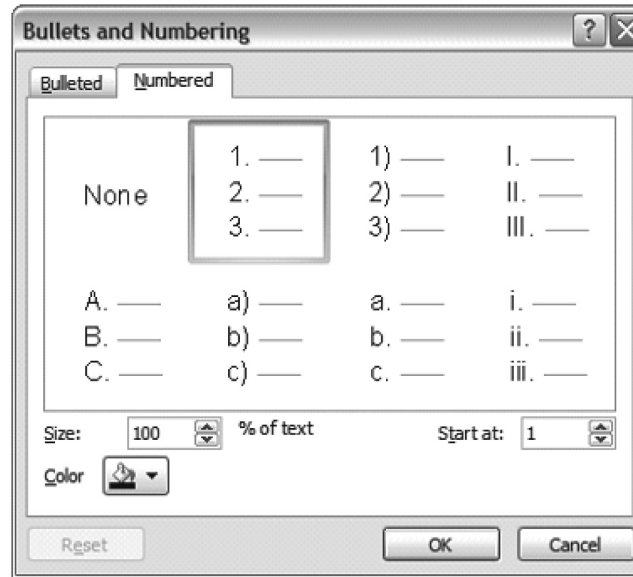 Bullets and Numbering
Bulleted Numbered
None
1.
2.
3.
1)
2)
3)
I.
II.
III.
A.
B.
C.
a)
b)
c)
a.
b.
c.
i.
ii.
iii.
Size: 100 % of text Start at: 1
Color
Reset OK Cancel